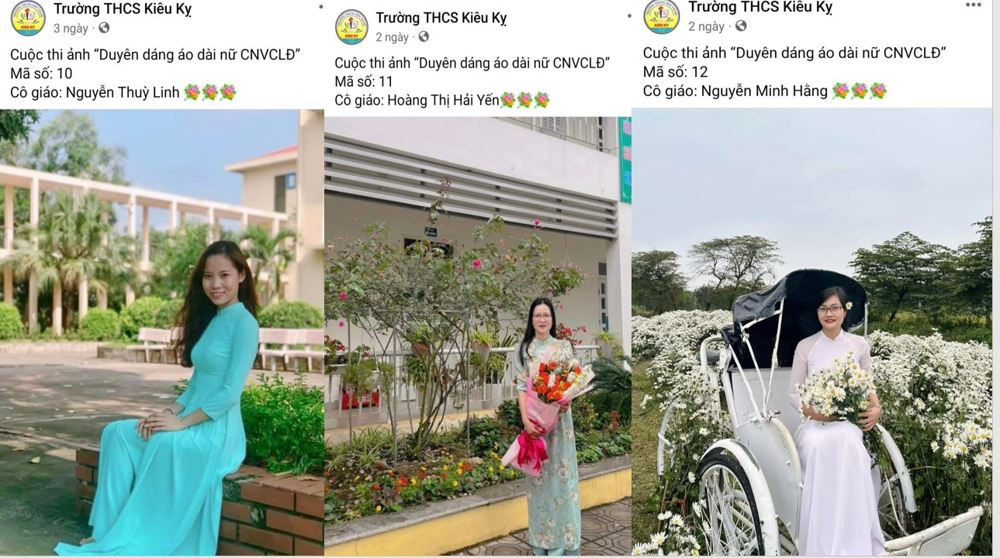 Trường THCS Kiêu Kỵ
3 ngày ·
Cuộc thi ảnh “Duyên dáng áo dài nữ CNVCLĐ”
Mã số: 10
Cô giáo: Nguyễn Thuỳ Linh 💐💐💐
Trường THCS Kiêu Kỵ
2 ngày ·
Cuộc thi ảnh “Duyên dáng áo dài nữ CNVCLĐ”
Mã số: 11
Cô giáo: Hoàng Thị Hải Yến💐💐💐
Trường THCS Kiêu Kỵ
2 ngày ·
Cuộc thi ảnh “Duyên dáng áo dài nữ CNVCLĐ”
Mã số: 12
Cô giáo: Nguyễn Minh Hằng 💐💐💐